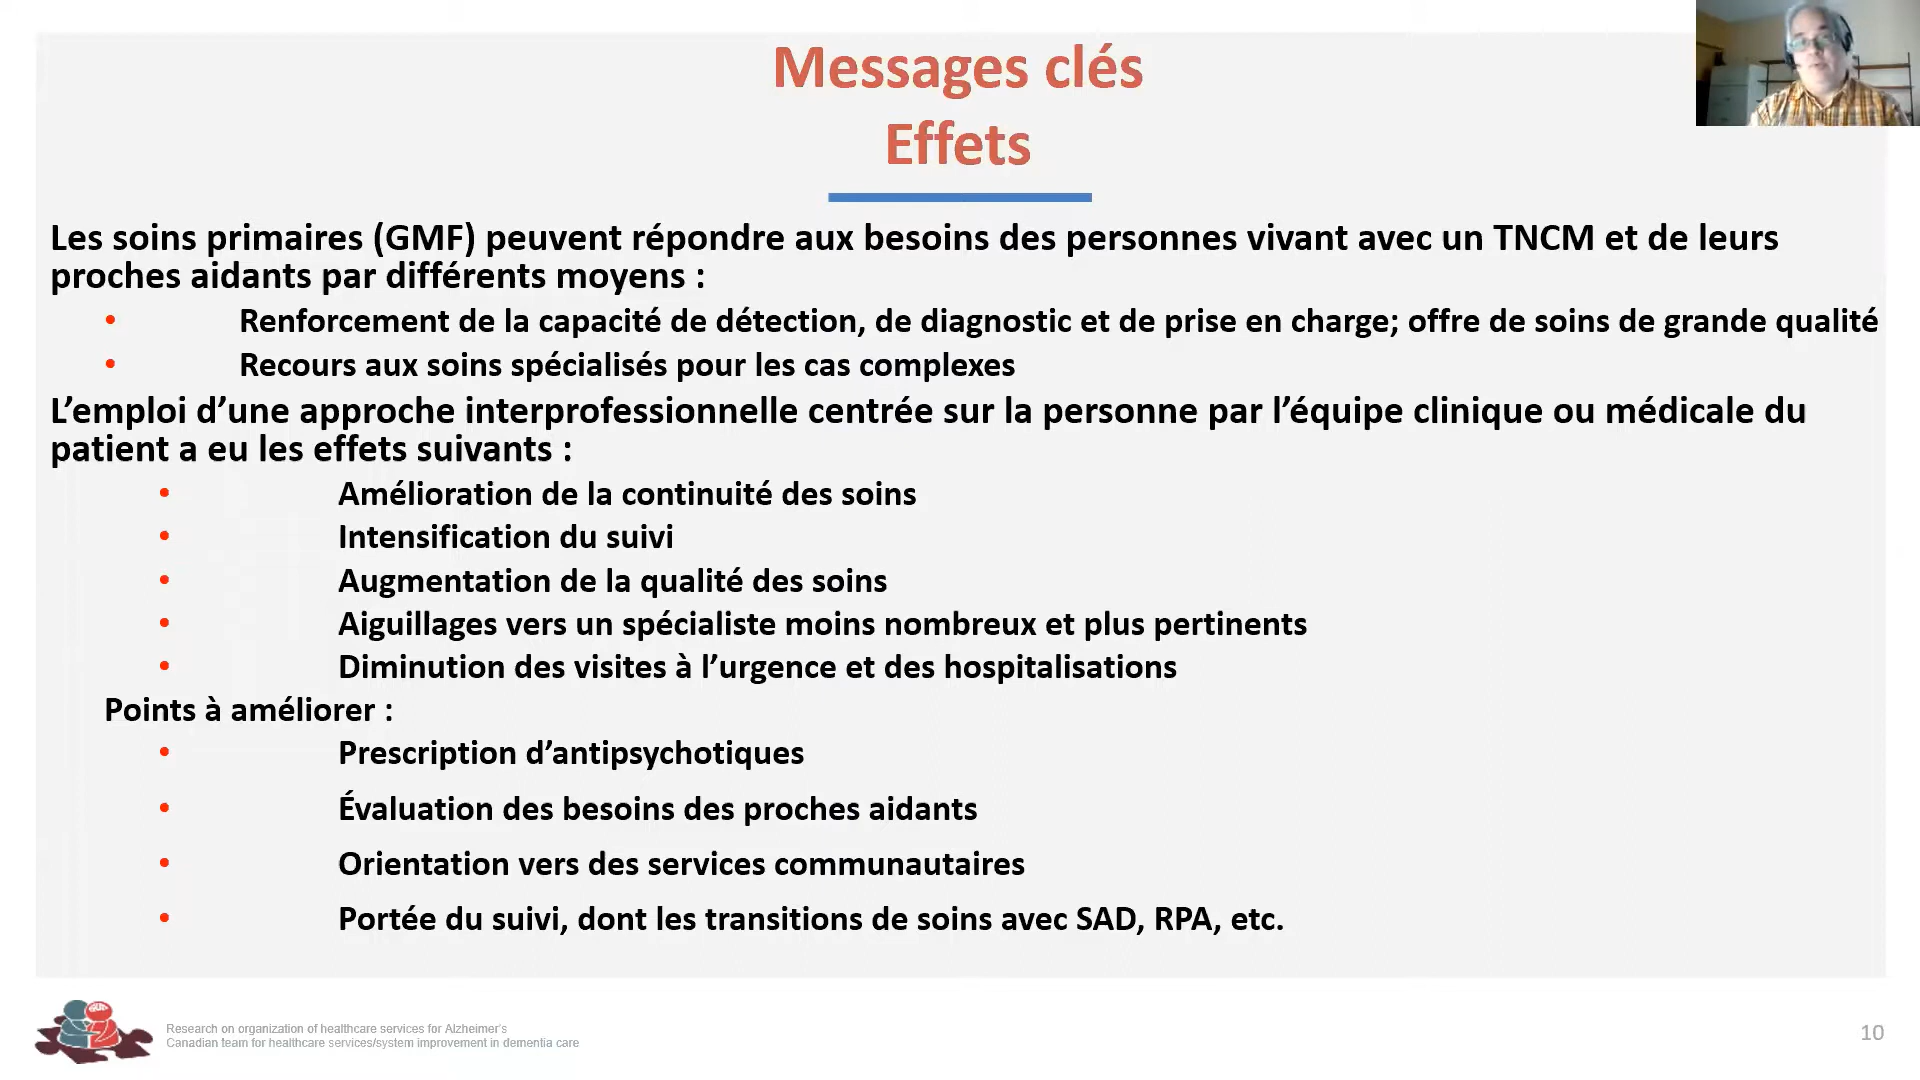 Messages clés
Effets
Les soins primaires (GMF) peuvent répondre aux besoins des personnes vivant avec un TNCM et de leurs
proches aidants par différents moyens :
• Renforcement de la capacité de détection, de diagnostic et de prise en charge; offre de soins de grande qualité
• Recours aux soins spécialisés pour les cas complexes
L’emploi d’une approche interprofessionnelle centrée sur la personne par l’équipe clinique ou médicale du
patient a eu les effets suivants :
• Amélioration de la continuité des soins
• Intensification du suivi
• Augmentation de la qualité des soins
• Aiguillages vers un spécialiste moins nombreux et plus pertinents
• Diminution des visites à l’urgence et des hospitalisations
Points à améliorer :
• Prescription d’antipsychotiques
• Évaluation des besoins des proches aidants
• Orientation vers des services communautaires
• Portée du suivi, dont les transitions de soins avec SAD, RPA, etc.
Research on organization of healthcare services for Alzheimer's
Canadian team for healthcare services/system improvement in dementia care
10